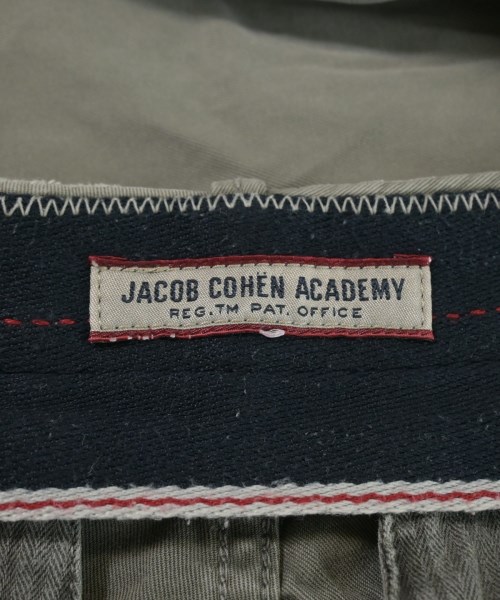 JACOB COHËN ACADEMY
REG.TM PAT. OFFICE